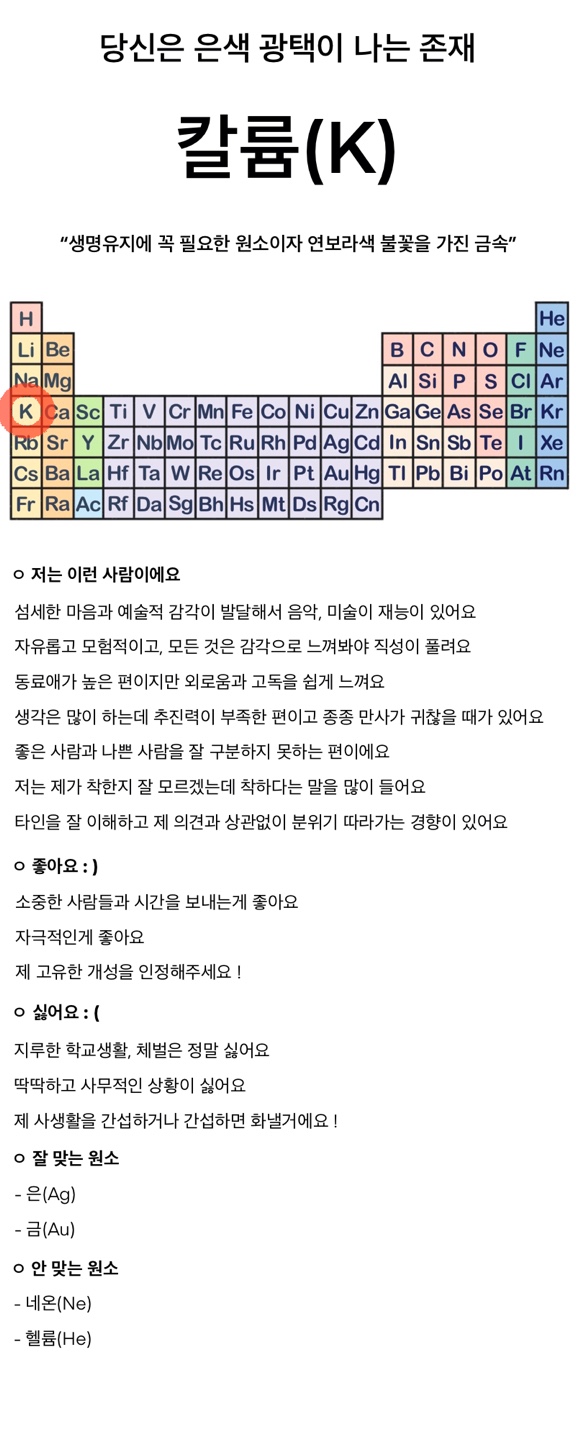 당신은 은색 광택이 나는 존재
칼륨(K)
“생명유지에 꼭 필요한 원소이자 연보라색 불꽃을 가진 금속”
H He
Li Be B C N O F Ne
Na Mg Al Si P S Cl Ar
K Ca Sc Ti V Cr Mn Fe Co Ni Cu Zn Ga Ge As Se Br Kr
Rb Sr Y Zr Nb Mo Tc Ru Rh Pd Ag Cd In Sn Sb Te I Xe
Cs Ba La Hf Ta W Re Os Ir Pt Au Hg Tl Pb Bi Po At Rn
Fr Ra Ac Rf Da Sg Bh Hs Mt Ds Rg Cn
ㅇ 저는 이런 사람이에요
섬세한 마음과 예술적 감각이 발달해서 음악, 미술이 재능이 있어요
자유롭고 모험적이고, 모든 것은 감각으로 느껴봐야 직성이 풀려요
동료애가 높은 편이지만 외로움과 고독을 쉽게 느껴요
생각은 많이 하는데 추진력이 부족한 편이고 종종 만사가 귀찮을 때가 있어요
좋은 사람과 나쁜 사람을 잘 구분하지 못하는 편이에요
저는 제가 착한지 잘 모르겠는데 착하다는 말을 많이 들어요
타인을 잘 이해하고 제 의견과 상관없이 분위기 따라가는 경향이 있어요
ㅇ 좋아요 : )
소중한 사람들과 시간을 보내는게 좋아요
자극적인게 좋아요
제 고유한 개성을 인정해주세요 !
ㅇ 싫어요 : (
지루한 학교생활, 체벌은 정말 싫어요
딱딱하고 사무적인 상황이 싫어요
제 사생활을 간섭하거나 간섭하면 화낼거에요 !
ㅇ 잘 맞는 원소
- 은(Ag)
- 금(Au)
ㅇ 안 맞는 원소
- 네온(Ne)
- 헬륨(He)